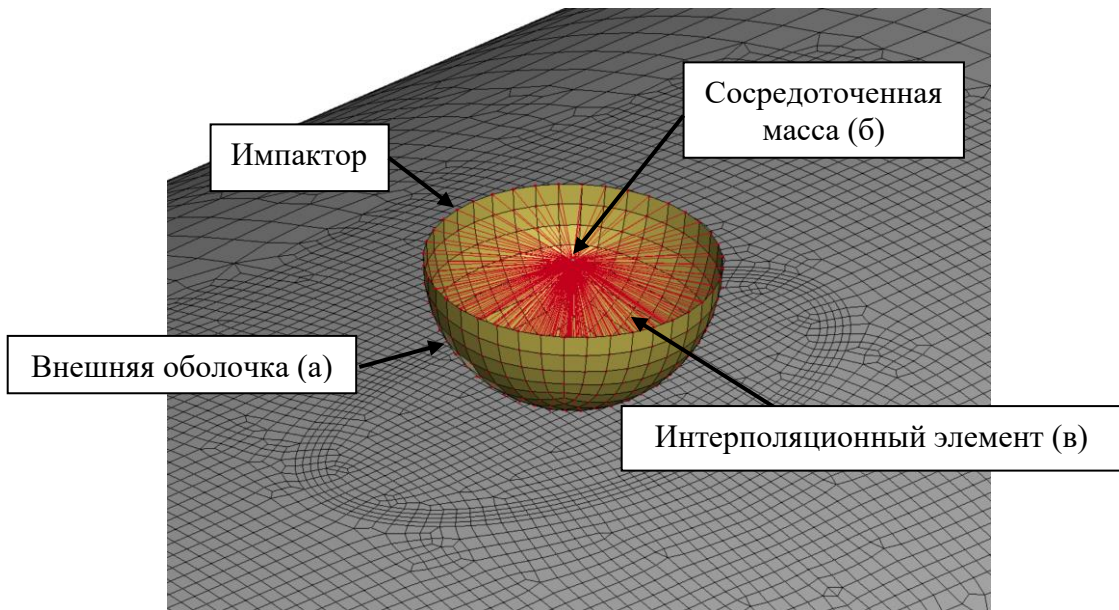 Сосредоточенная
масса (б)
Импактор
Внешняя оболочка (а)
Интерполяционный элемент (в)